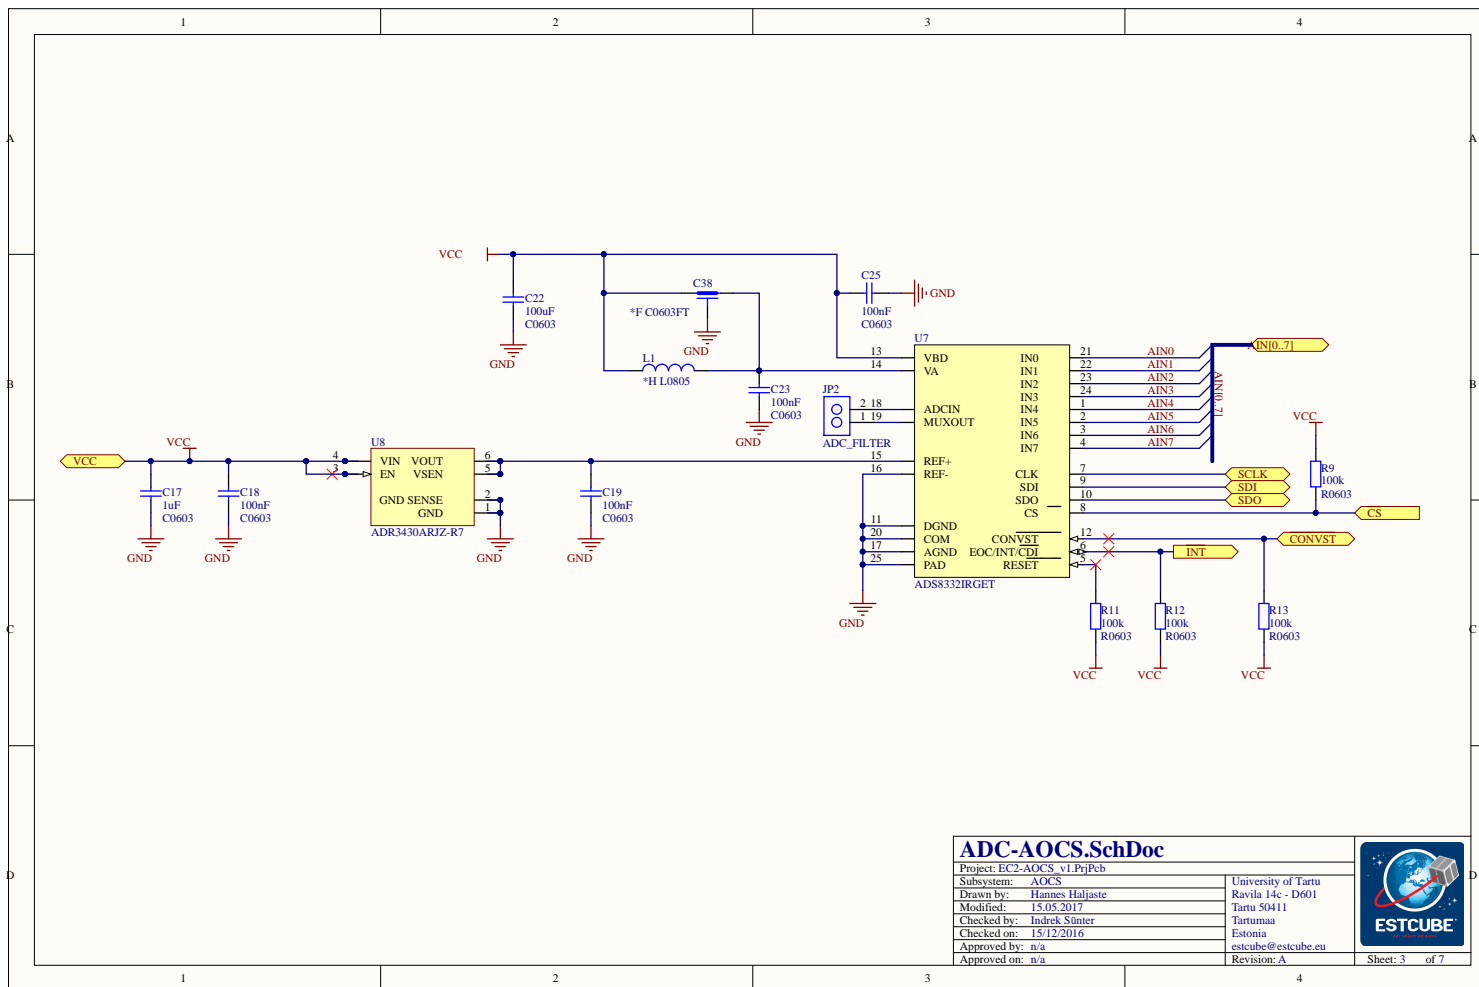 1 2 3 4
A A
VCC
C22
100uF
C0603
GND
C38
*F C0603FT
GND
L1
*H L0805
C25
100nF
C0603
GND
C23
100nF
C0603
GND
B B
JP2
2
1
ADC_FILTER
U7
13 VBD
14 VA
18 ADCIN
19 MUXOUT
15 REF+
16 REF-
11 DGND
20 COM
17 AGND
25 PAD
IN0 21 AIN0
IN1 22 AIN1
IN2 23 AIN2
IN3 24 AIN3
IN4 1 AIN4
IN5 2 AIN5
IN6 3 AIN6
IN7 4 AIN7
CLK 7 SCLK
SDI 9 SDI
SDO 10 SDO
CS 8 CS
CONVST 12 CONVST
EOC/INT/CDI 6 INT
RESET 5
ADS8332IRGET
GND
AIN[0..7]
AIN[0..7]
VCC
R9
100k
R0603
R11
100k
R0603
VCC
R12
100k
R0603
VCC
R13
100k
R0603
VCC
VCC
VCC
C17
1uF
C0603
GND
C18
100nF
C0603
GND
U8
4 VIN VOUT 6
3 EN VSEN 5
GND SENSE 2
GND 1
ADR3430ARJZ-R7
GND
C19
100nF
C0603
GND
C C
D D
ADC-AOCS.SchDoc
Project: EC2-AOCS_v1.PrjPcb
Subsystem: AOCS
Drawn by: Hannes Haljaste
Modified: 15.05.2017
Checked by: Indrek Sünter
Checked on: 15/12/2016
Approved by: n/a
Approved on: n/a
University of Tartu
Ravila 14c - D601
Tartu 50411
Tartumaa
Estonia
estcube@estcube.eu
Revision: A
ESTCUBE
Sheet: 3 of 7
1 2 3 4